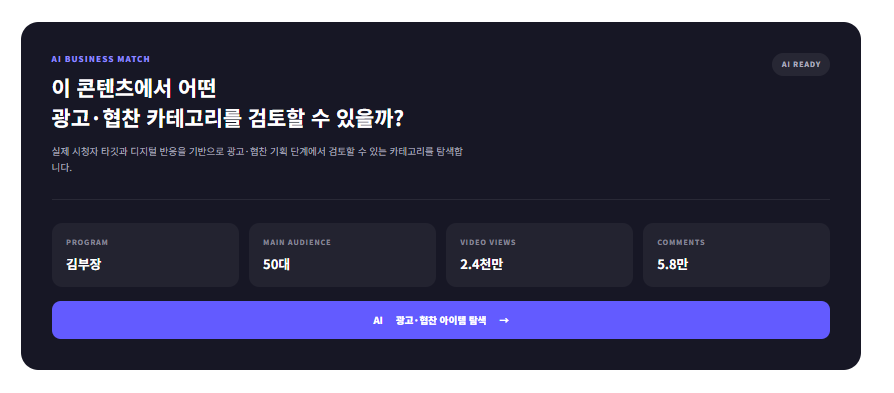 AI BUSINESS MATCH
AI READY
이 콘텐츠에서 어떤
광고·협찬 카테고리를 검토할 수 있을까?
실제 시청자 타깃과 디지털 반응을 기반으로 광고·협찬 기획 단계에서 검토할 수 있는 카테고리를 탐색합
니다.
PROGRAM
김부장
MAIN AUDIENCE
50대
VIDEO VIEWS
2.4천만
COMMENTS
5.8만
AI 광고·협찬 아이템 탐색 →